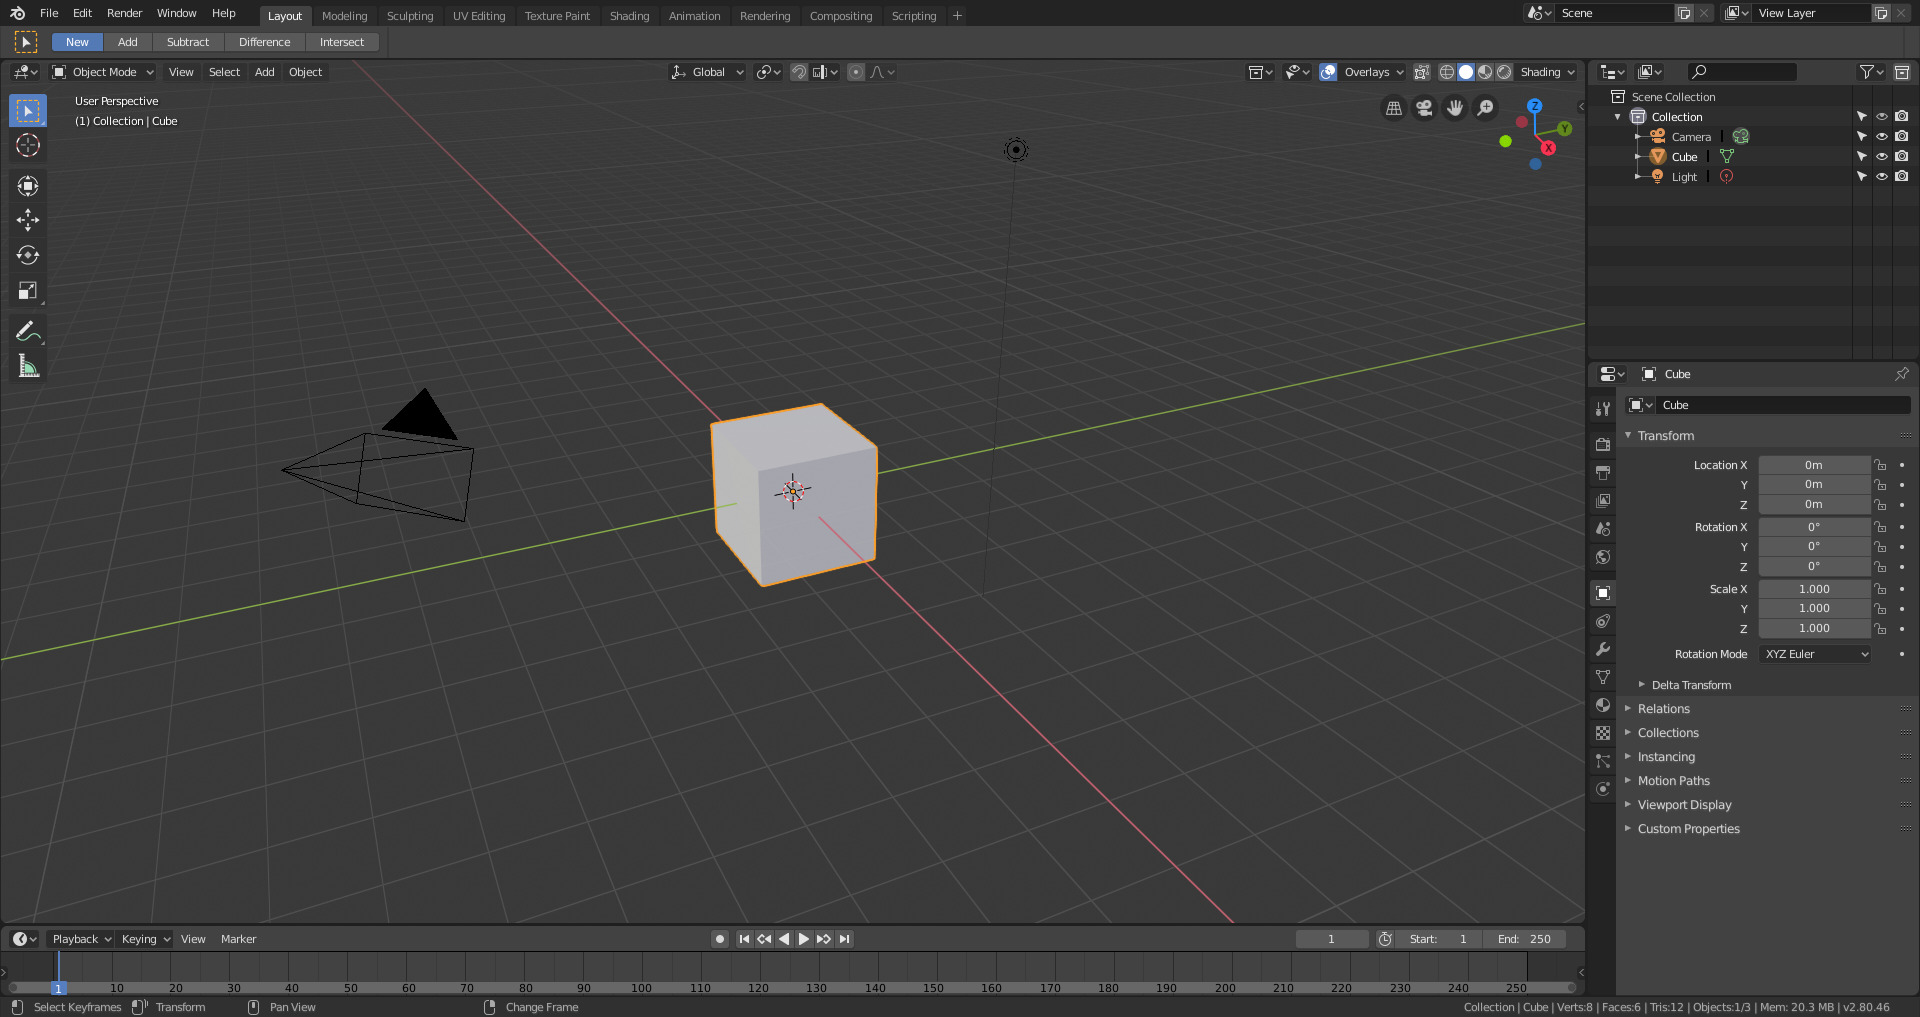 File Edit Render Window Help Layout Modeling Sculpting UV Editing Texture Paint Shading Animation Rendering Compositing Scripting + Scene View Layer
New Add Subtract Difference Intersect
Object Mode View Select Add Object Global Overlays Shading
User Perspective
(1) Collection | Cube
Z
Y
X
Scene Collection
Collection
Camera
Cube
Light
Cube
Cube
Transform
Location X 0m
Y 0m
Z 0m
Rotation X 0°
Y 0°
Z 0°
Scale X 1.000
Y 1.000
Z 1.000
Rotation Mode XYZ Euler
Delta Transform
Relations
Collections
Instancing
Motion Paths
Viewport Display
Custom Properties
Playback Keying View Marker 1 Start: 1 End: 250
1 10 20 30 40 50 60 70 80 90 100 110 120 130 140 150 160 170 180 190 200 210 220 230 240 250
Select Keyframes Transform Pan View Change Frame Collection | Cube | Verts:8 | Faces:6 | Tris:12 | Objects:1/3 | Mem: 20.3 MB | v2.80.46